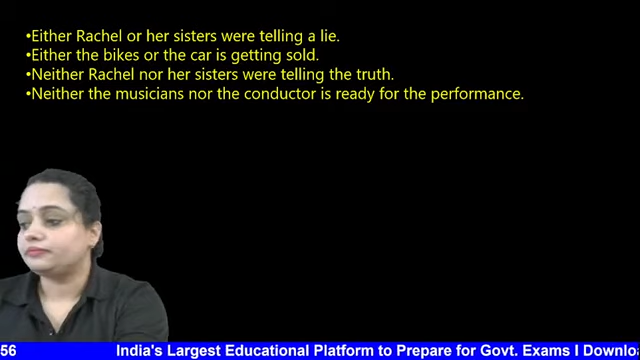 •Either Rachel or her sisters were telling a lie.
•Either the bikes or the car is getting sold.
•Neither Rachel nor her sisters were telling the truth.
•Neither the musicians nor the conductor is ready for the performance.
56 India's Largest Educational Platform to Prepare for Govt. Exams I Downlo